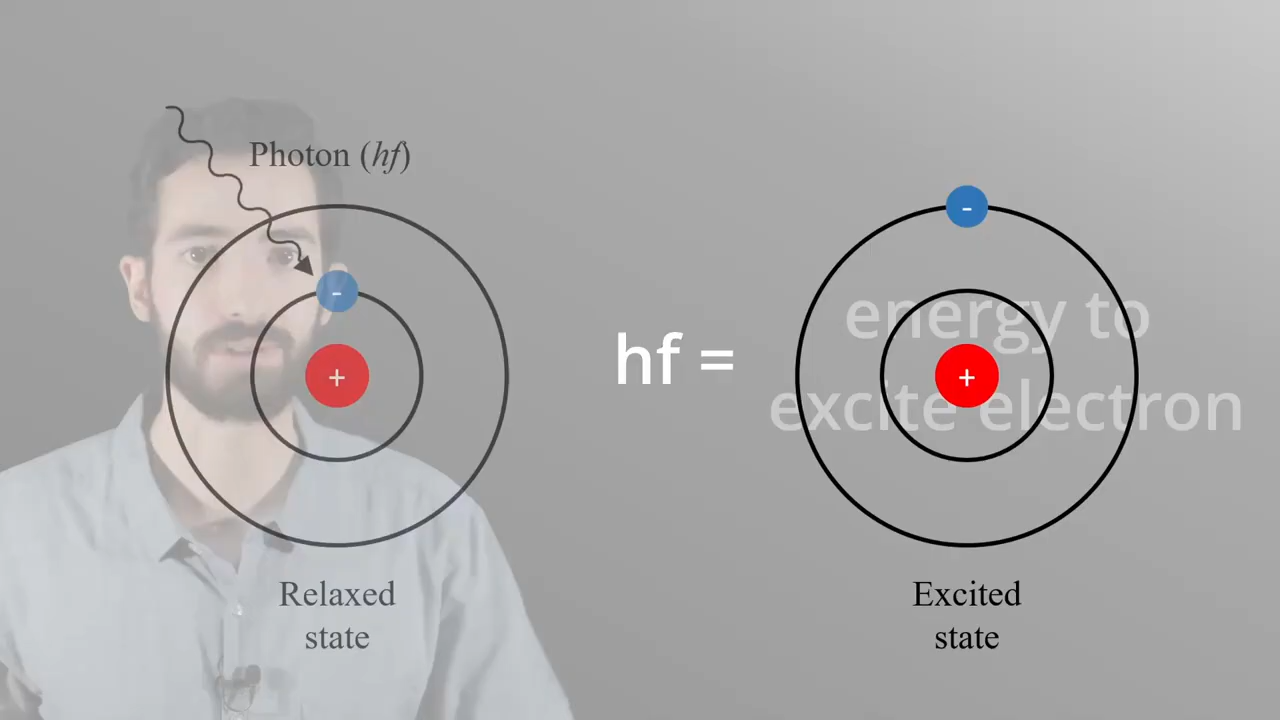 Photon (hf)
-
+
Relaxed
state
hf =
energy to
excite electron
-
+
Excited
state